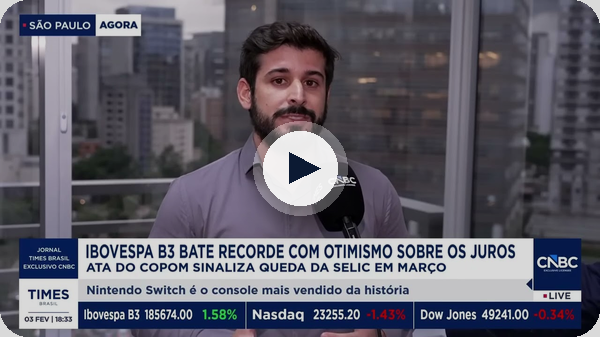 SÃO PAULO AGORA
CNBC
JORNAL
TIMES BRASIL
EXCLUSIVO CNBC
IBOVESPA B3 BATE RECORDE COM OTIMISMO SOBRE OS JUROS
ATA DO COPOM SINALIZA QUEDA DA SELIC EM MARÇO
CNBC
TIMES
BRASIL
Nintendo Switch é o console mais vendido da história
LIVE
03 FEV | 18:33
Ibovespa B3 185674.00 1.58% Nasdaq 23255.20 -1.43% Dow Jones 49241.00 -0.34%